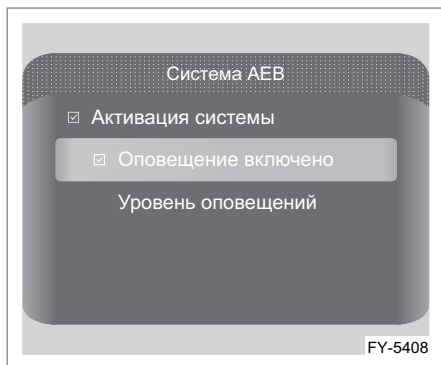 Система AEB
Активация системы
Оповещение включено
Уровень оповещений
FY-5408